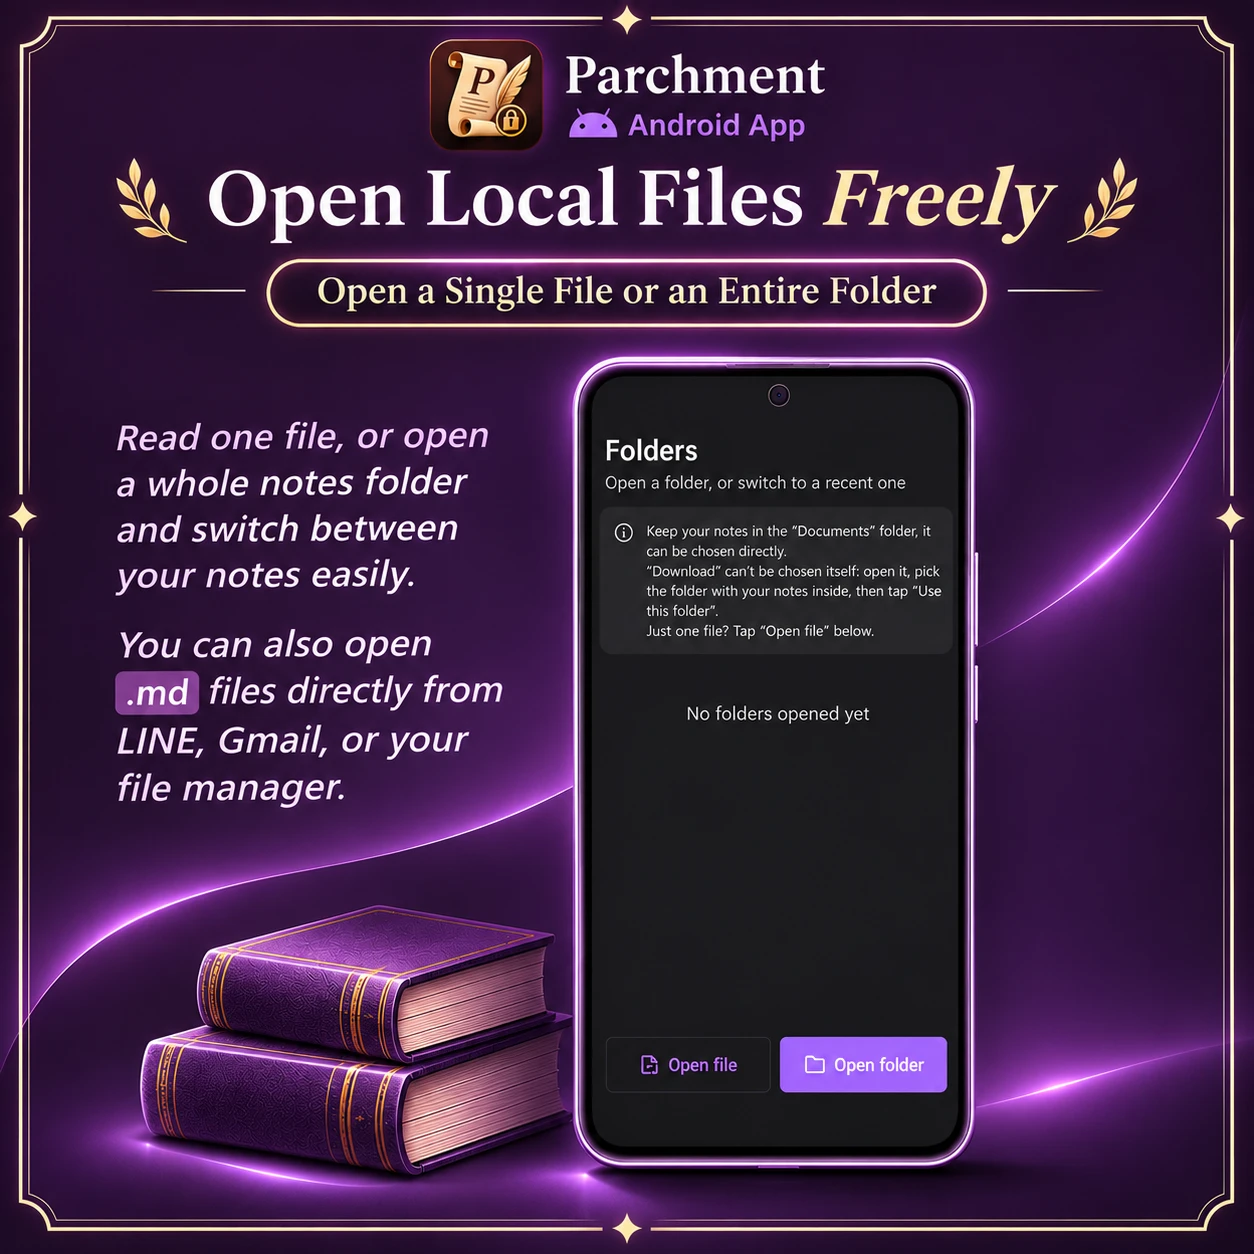 P
Parchment
Android App
Open Local Files Freely
Open a Single File or an Entire Folder
Read one file, or open
a whole notes folder
and switch between
your notes easily.
You can also open
.md files directly from
LINE, Gmail, or your
file manager.
Folders
Open a folder, or switch to a recent one
Keep your notes in the “Documents” folder, it
can be chosen directly.
“Download” can’t be chosen itself: open it, pick
the folder with your notes inside, then tap “Use
this folder”.
Just one file? Tap “Open file” below.
No folders opened yet
Open file
Open folder